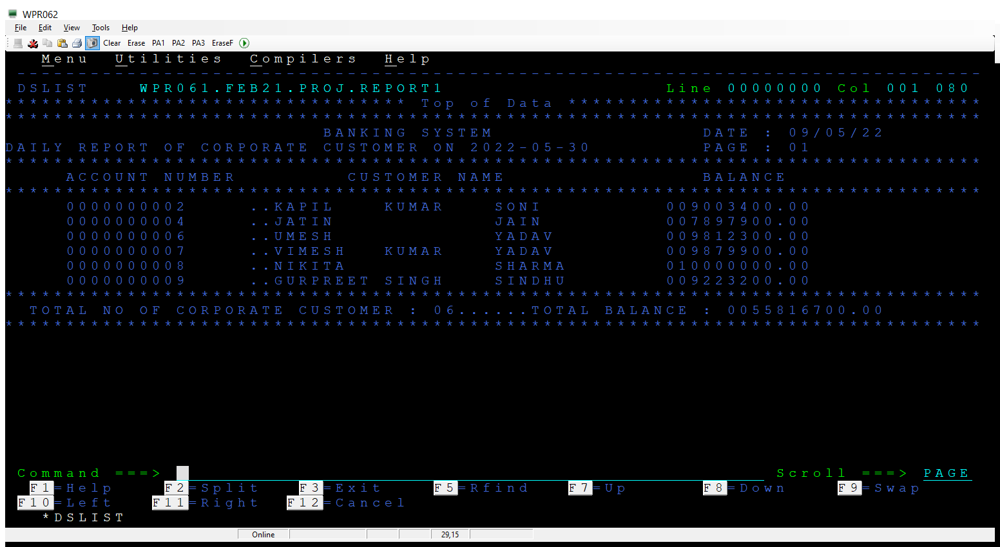 WPR062
File Edit View Tools Help
Clear Erase PA1 PA2 PA3 EraseF
Menu Utilities Compilers Help
--------------------------------------------------------------------------------
DSLIST WPR061.FEB21.PROJ.REPORT1 Line 00000000 Col 001 080
********************************* Top of Data **********************************
********************************************************************************
BANKING SYSTEM DATE : 09/05/22
DAILY REPORT OF CORPORATE CUSTOMER ON 2022-05-30 PAGE : 01
********************************************************************************
ACCOUNT NUMBER CUSTOMER NAME BALANCE
********************************************************************************
0000000002 ..KAPIL KUMAR SONI 009003400.00
0000000004 ..JATIN JAIN 007897900.00
0000000006 ..UMESH YADAV 009812300.00
0000000007 ..VIMESH KUMAR YADAV 009879900.00
0000000008 ..NIKITA SHARMA 010000000.00
0000000009 ..GURPREET SINGH SINDHU 009223200.00
********************************************************************************
TOTAL NO OF CORPORATE CUSTOMER : 06......TOTAL BALANCE : 0055816700.00
********************************************************************************
Command ===> Scroll ===> PAGE
F1=Help F2=Split F3=Exit F5=Rfind F7=Up F8=Down F9=Swap
F10=Left F11=Right F12=Cancel
*DSLIST
Online 29,15